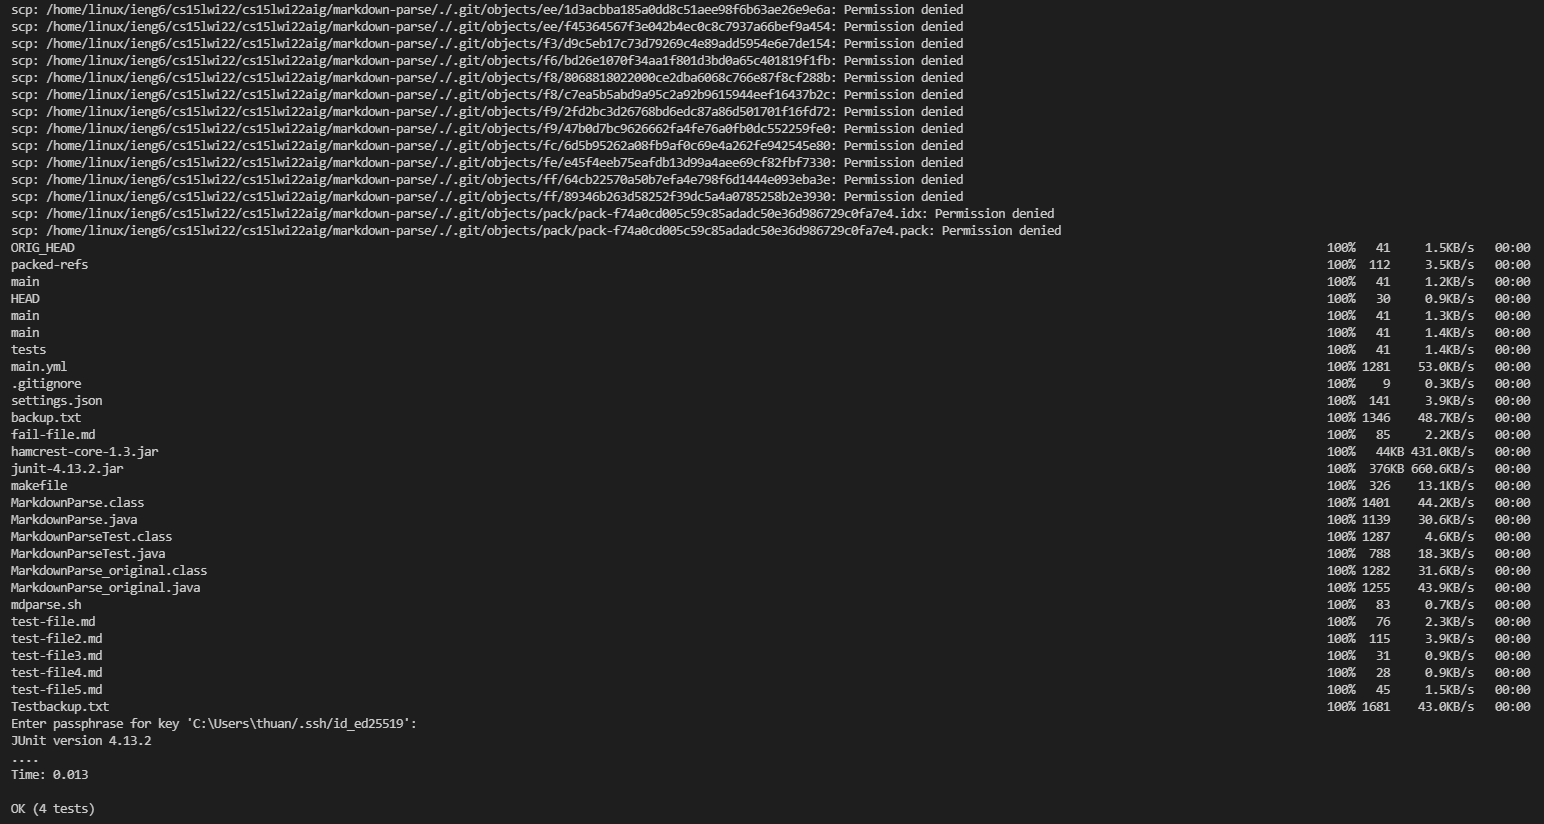 scp: /home/linux/ieng6/cs15lwi22/cs15lwi22aig/markdown-parse/./.git/objects/ee/1d3acbba185a0dd8c51aee98f6b63ae26e9e6a: Permission denied
scp: /home/linux/ieng6/cs15lwi22/cs15lwi22aig/markdown-parse/./.git/objects/ee/f45364567f3e042b4ec0c8c7937a66bef9a454: Permission denied
scp: /home/linux/ieng6/cs15lwi22/cs15lwi22aig/markdown-parse/./.git/objects/f3/d9c5eb17c73d79269c4e89add5954e6e7de154: Permission denied
scp: /home/linux/ieng6/cs15lwi22/cs15lwi22aig/markdown-parse/./.git/objects/f6/bd26e1070f34aa1f801d3bd0a65c401819f1fb: Permission denied
scp: /home/linux/ieng6/cs15lwi22/cs15lwi22aig/markdown-parse/./.git/objects/f8/8068818022000ce2dba6068c766e87f8cf288b: Permission denied
scp: /home/linux/ieng6/cs15lwi22/cs15lwi22aig/markdown-parse/./.git/objects/f8/c7ea5b5abd9a95c2a92b9615944eef16437b2c: Permission denied
scp: /home/linux/ieng6/cs15lwi22/cs15lwi22aig/markdown-parse/./.git/objects/f9/2fd2bc3d26768bd6edc87a86d501701f16fd72: Permission denied
scp: /home/linux/ieng6/cs15lwi22/cs15lwi22aig/markdown-parse/./.git/objects/f9/47b0d7bc9626662fa4fe76a0fb0dc552259fe0: Permission denied
scp: /home/linux/ieng6/cs15lwi22/cs15lwi22aig/markdown-parse/./.git/objects/fc/6d5b95262a08fb9af0c69e4a262fe942545e80: Permission denied
scp: /home/linux/ieng6/cs15lwi22/cs15lwi22aig/markdown-parse/./.git/objects/fe/e45f4eeb75eafdb13d99a4aee69cf82fbf7330: Permission denied
scp: /home/linux/ieng6/cs15lwi22/cs15lwi22aig/markdown-parse/./.git/objects/ff/64cb22570a50b7efa4e798f6d1444e093eba3e: Permission denied
scp: /home/linux/ieng6/cs15lwi22/cs15lwi22aig/markdown-parse/./.git/objects/ff/89346b263d58252f39dc5a4a0785258b2e3930: Permission denied
scp: /home/linux/ieng6/cs15lwi22/cs15lwi22aig/markdown-parse/./.git/objects/pack/pack-f74a0cd005c59c85adadc50e36d986729c0fa7e4.idx: Permission denied
scp: /home/linux/ieng6/cs15lwi22/cs15lwi22aig/markdown-parse/./.git/objects/pack/pack-f74a0cd005c59c85adadc50e36d986729c0fa7e4.pack: Permission denied
ORIG_HEAD 100% 41 1.5KB/s 00:00
packed-refs 100% 112 3.5KB/s 00:00
main 100% 41 1.2KB/s 00:00
HEAD 100% 30 0.9KB/s 00:00
main 100% 41 1.3KB/s 00:00
main 100% 41 1.4KB/s 00:00
tests 100% 41 1.4KB/s 00:00
main.yml 100% 1281 53.0KB/s 00:00
.gitignore 100% 9 0.3KB/s 00:00
settings.json 100% 141 3.9KB/s 00:00
backup.txt 100% 1346 48.7KB/s 00:00
fail-file.md 100% 85 2.2KB/s 00:00
hamcrest-core-1.3.jar 100% 44KB 431.0KB/s 00:00
junit-4.13.2.jar 100% 376KB 660.6KB/s 00:00
makefile 100% 326 13.1KB/s 00:00
MarkdownParse.class 100% 1401 44.2KB/s 00:00
MarkdownParse.java 100% 1139 30.6KB/s 00:00
MarkdownParseTest.class 100% 1287 4.6KB/s 00:00
MarkdownParseTest.java 100% 788 18.3KB/s 00:00
MarkdownParse_original.class 100% 1282 31.6KB/s 00:00
MarkdownParse_original.java 100% 1255 43.9KB/s 00:00
mdparse.sh 100% 83 0.7KB/s 00:00
test-file.md 100% 76 2.3KB/s 00:00
test-file2.md 100% 115 3.9KB/s 00:00
test-file3.md 100% 31 0.9KB/s 00:00
test-file4.md 100% 28 0.9KB/s 00:00
test-file5.md 100% 45 1.5KB/s 00:00
Testbackup.txt 100% 1681 43.0KB/s 00:00
Enter passphrase for key 'C:\Users\thuan/.ssh/id_ed25519':
JUnit version 4.13.2
....
Time: 0.013
OK (4 tests)